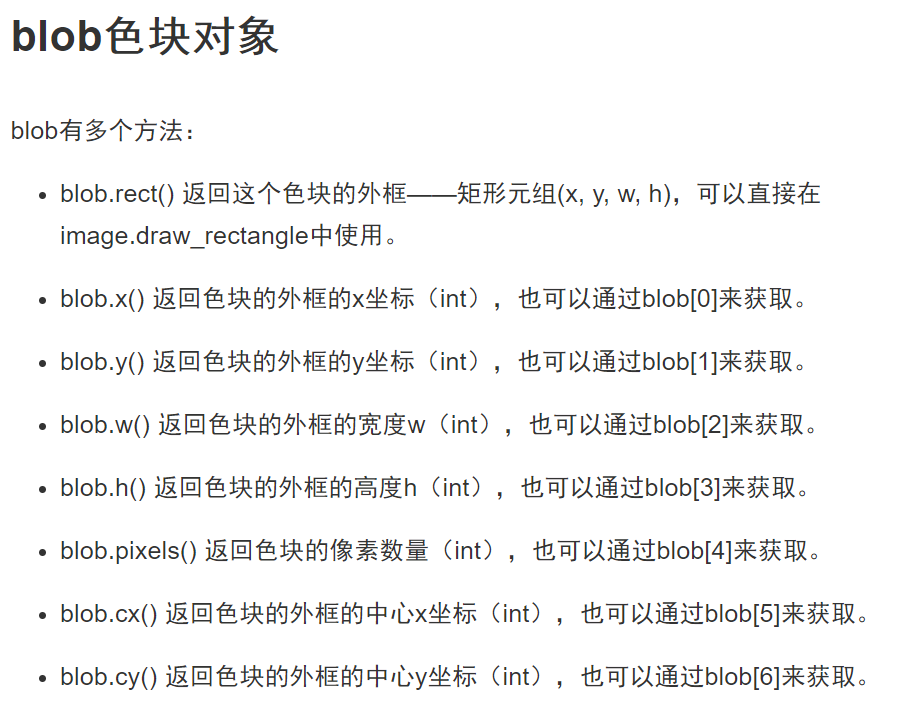 blob色块对象
blob有多个方法：
• blob.rect() 返回这个色块的外框——矩形元组(x, y, w, h)，可以直接在
image.draw_rectangle中使用。
• blob.x() 返回色块的外框的x坐标（int），也可以通过blob[0]来获取。
• blob.y() 返回色块的外框的y坐标（int），也可以通过blob[1]来获取。
• blob.w() 返回色块的外框的宽度w（int），也可以通过blob[2]来获取。
• blob.h() 返回色块的外框的高度h（int），也可以通过blob[3]来获取。
• blob.pixels() 返回色块的像素数量（int），也可以通过blob[4]来获取。
• blob.cx() 返回色块的外框的中心x坐标（int），也可以通过blob[5]来获取。
• blob.cy() 返回色块的外框的中心y坐标（int），也可以通过blob[6]来获取。